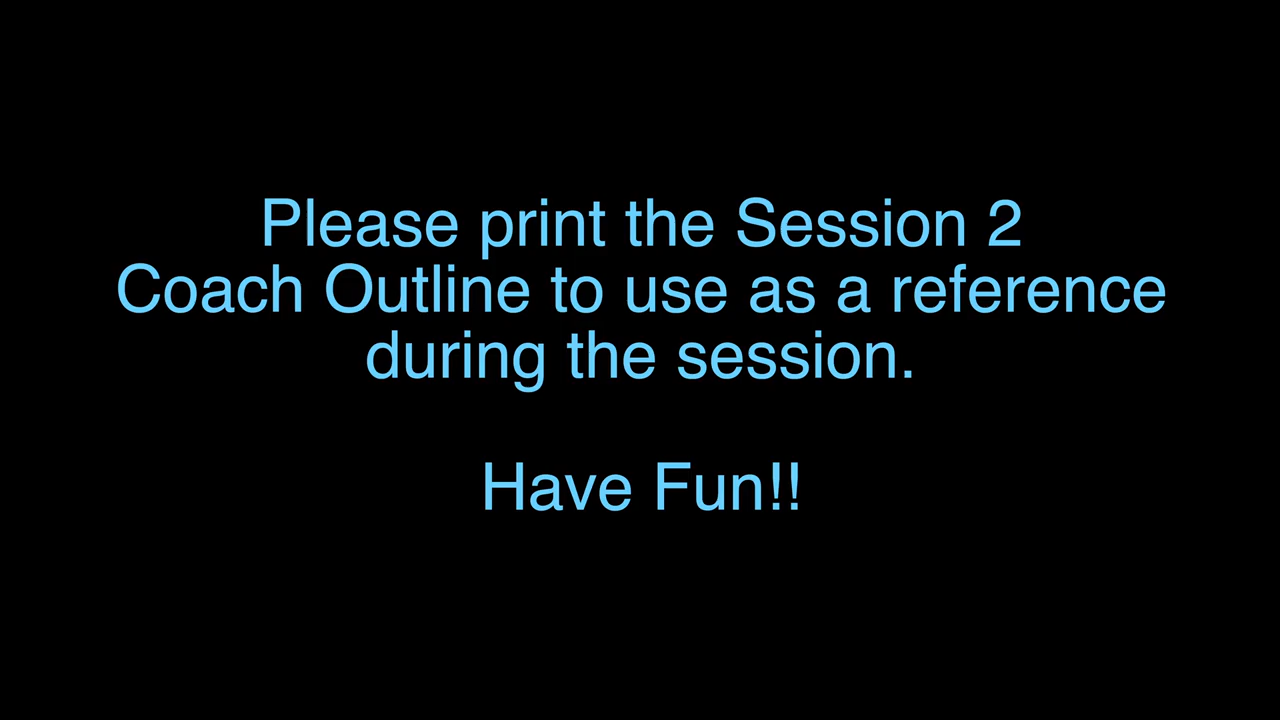 Please print the Session 2
Coach Outline to use as a reference
during the session.
Have Fun!!